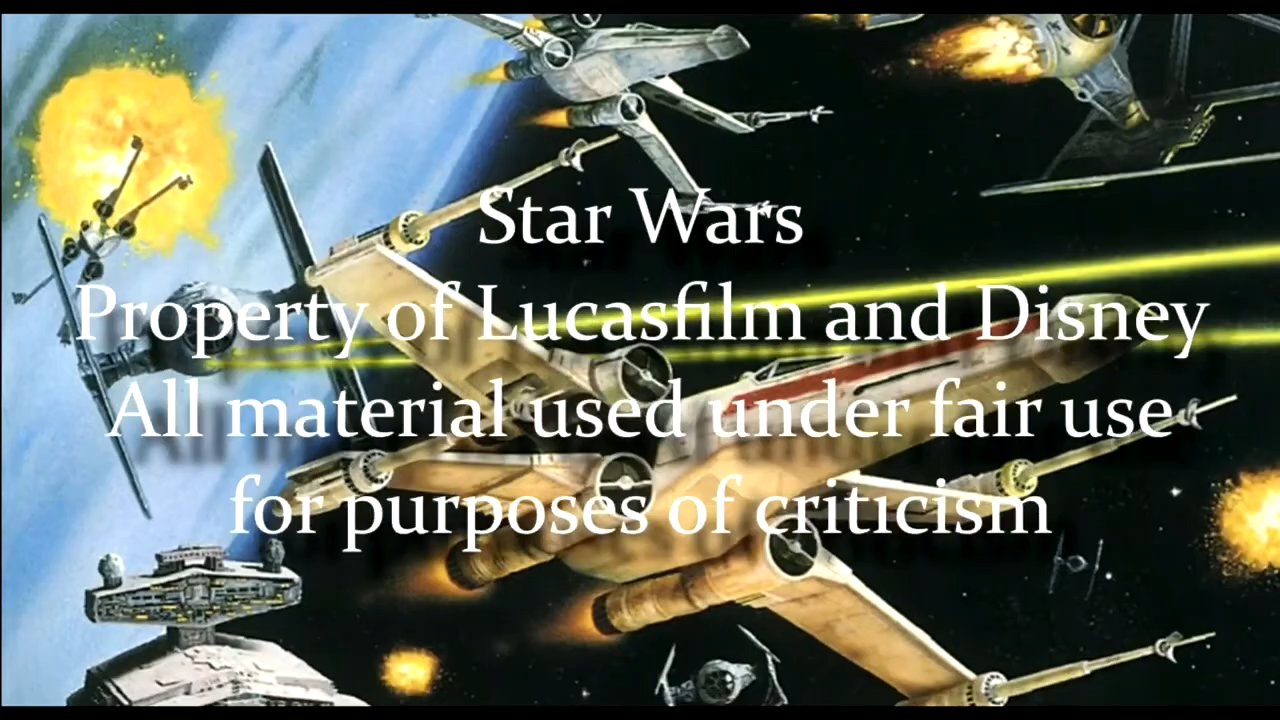 Star Wars
Property of Lucasfilm and Disney
All material used under fair use
for purposes of criticism